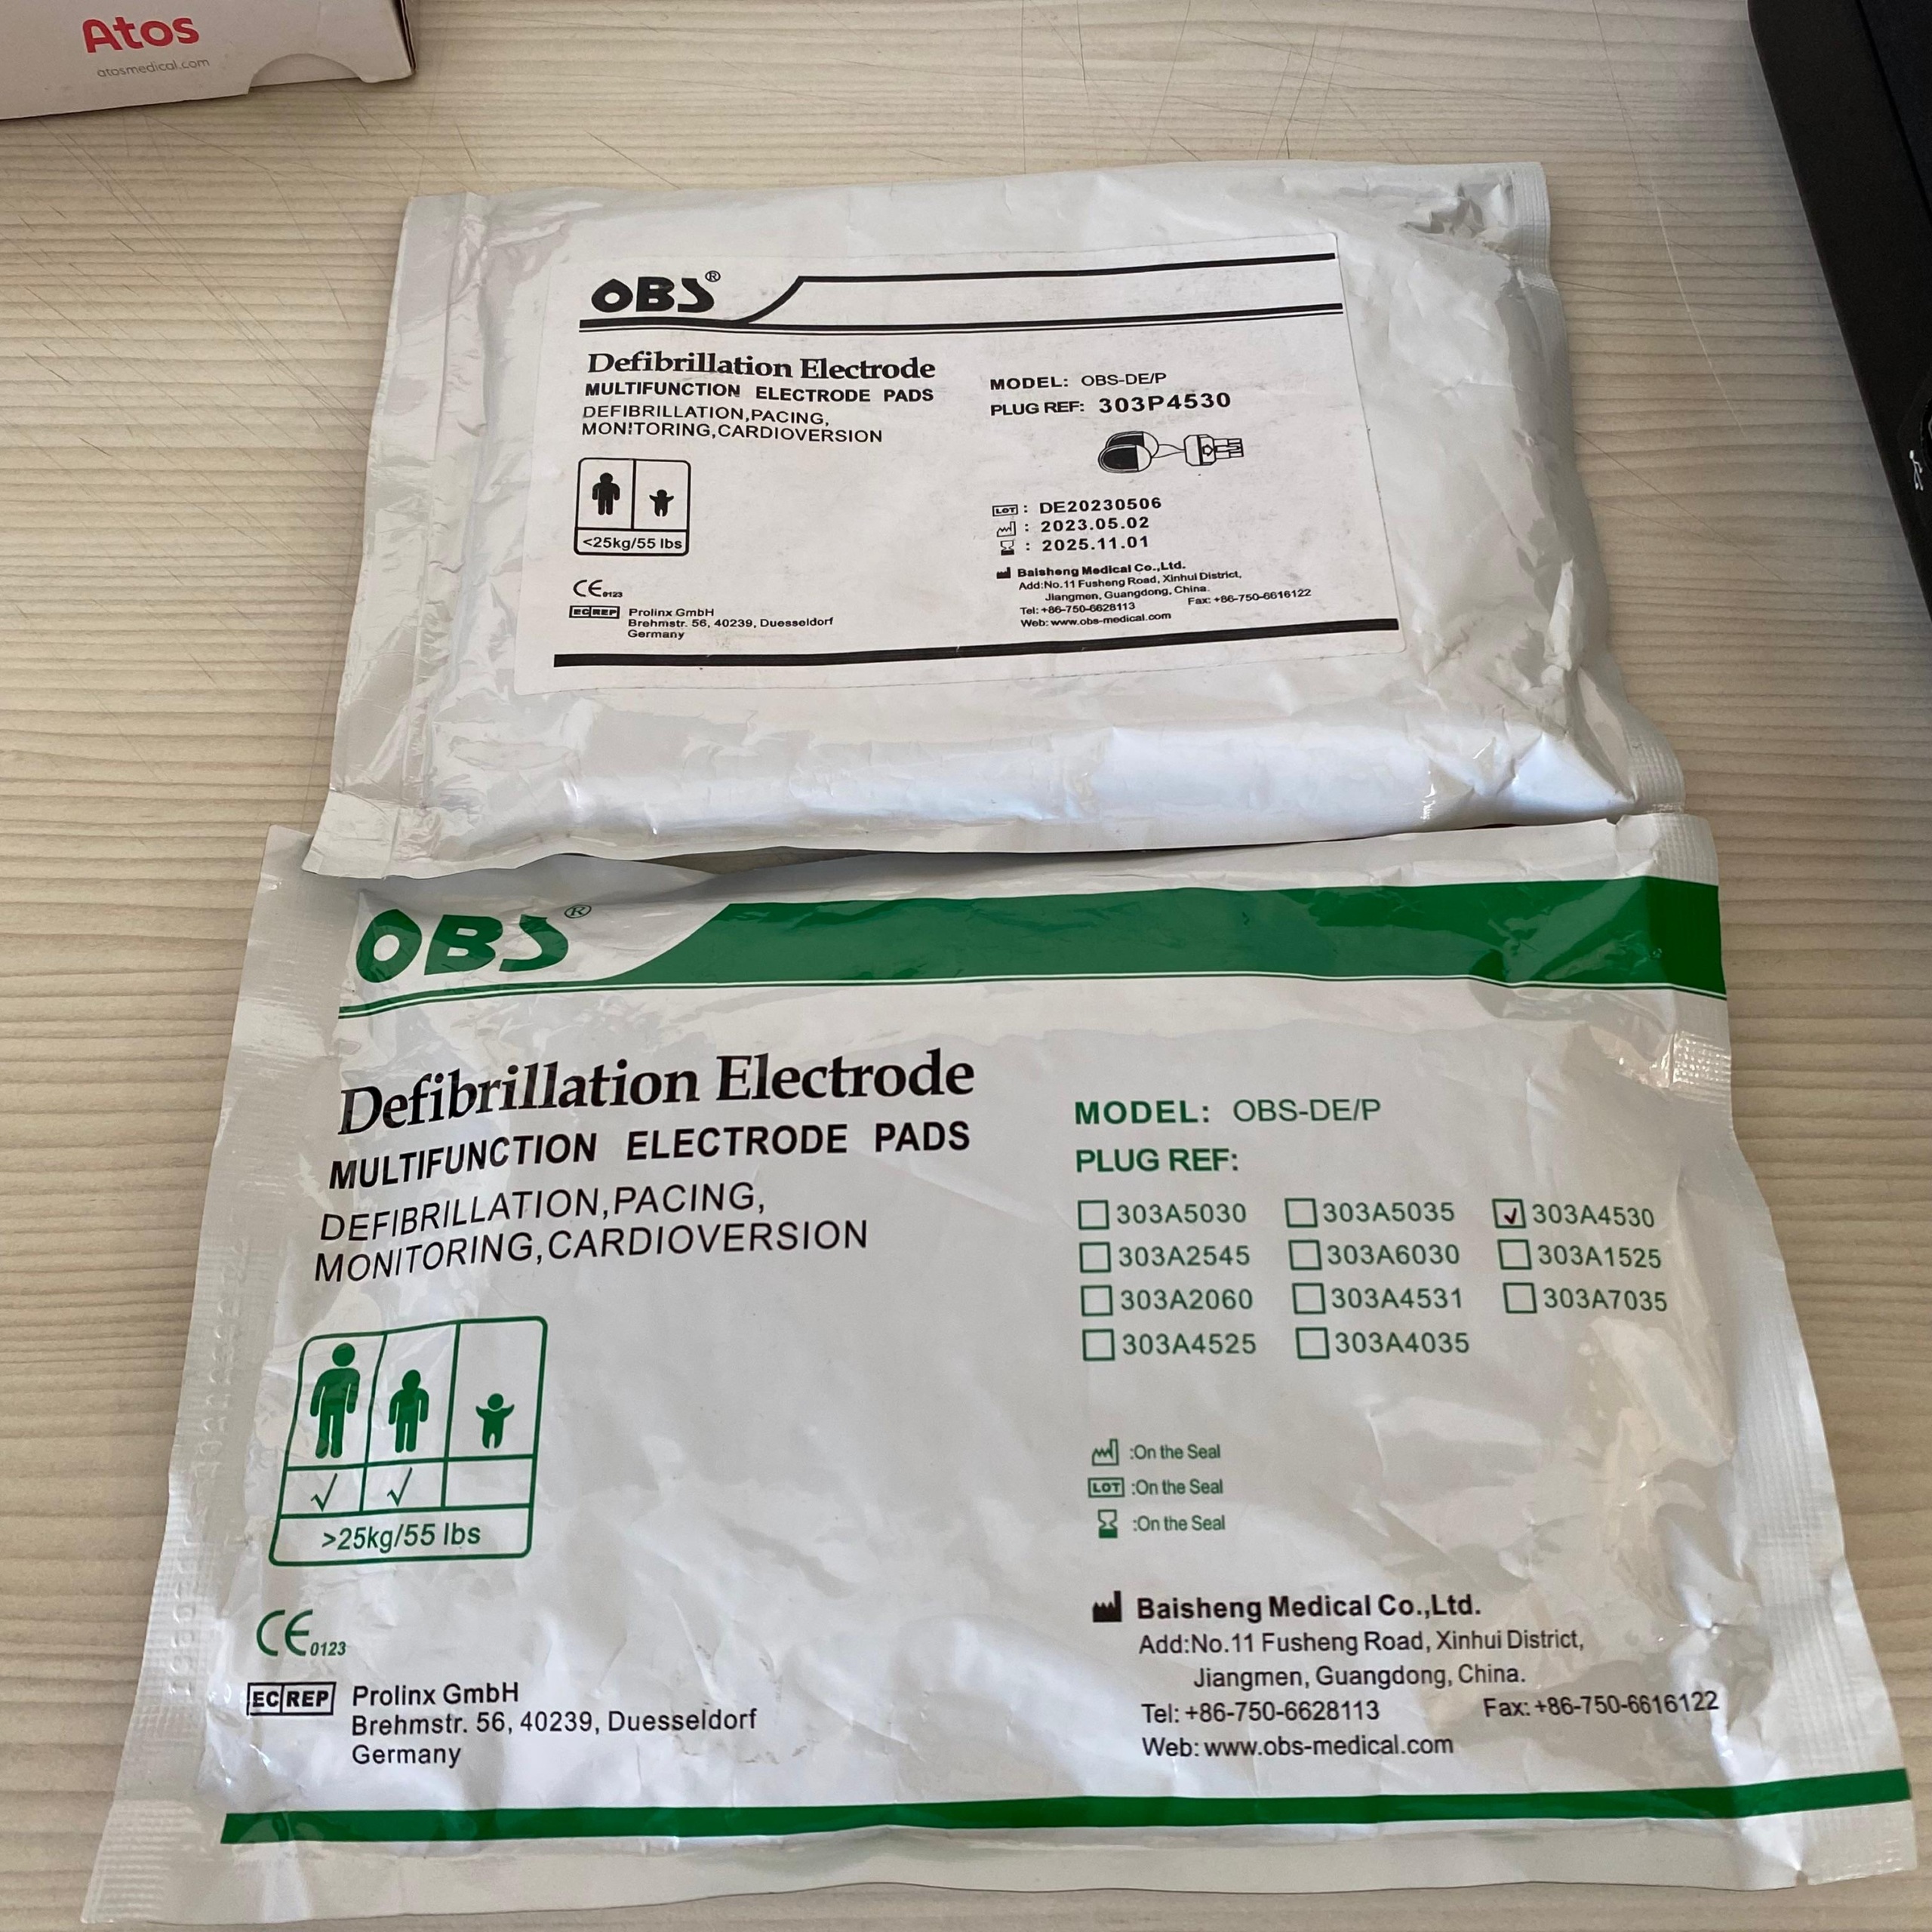 Atos
atosmedical.com
OBS®
Defibrillation Electrode
MULTIFUNCTION ELECTRODE PADS
DEFIBRILLATION,PACING,
MONITORING,CARDIOVERSION
<25kg/55 lbs
CE0123
EC REP Prolinx GmbH
Brehmstr. 56, 40239, Duesseldorf
Germany
MODEL: OBS-DE/P
PLUG REF: 303P4530
LOT : DE20230506
: 2023.05.02
: 2025.11.01
Baisheng Medical Co.,Ltd.
Add:No.11 Fusheng Road, Xinhui District,
Jiangmen, Guangdong, China.
Tel: +86-750-6628113 Fax: +86-750-6616122
Web: www.obs-medical.com
OBS®
Defibrillation Electrode
MULTIFUNCTION ELECTRODE PADS
DEFIBRILLATION,PACING,
MONITORING,CARDIOVERSION
>25kg/55 lbs
CE0123
EC REP Prolinx GmbH
Brehmstr. 56, 40239, Duesseldorf
Germany
MODEL: OBS-DE/P
PLUG REF:
303A5030 303A5035 303A4530
303A2545 303A6030 303A1525
303A2060 303A4531 303A7035
303A4525 303A4035
:On the Seal
LOT :On the Seal
:On the Seal
Baisheng Medical Co.,Ltd.
Add:No.11 Fusheng Road, Xinhui District,
Jiangmen, Guangdong, China.
Tel: +86-750-6628113 Fax: +86-750-6616122
Web: www.obs-medical.com